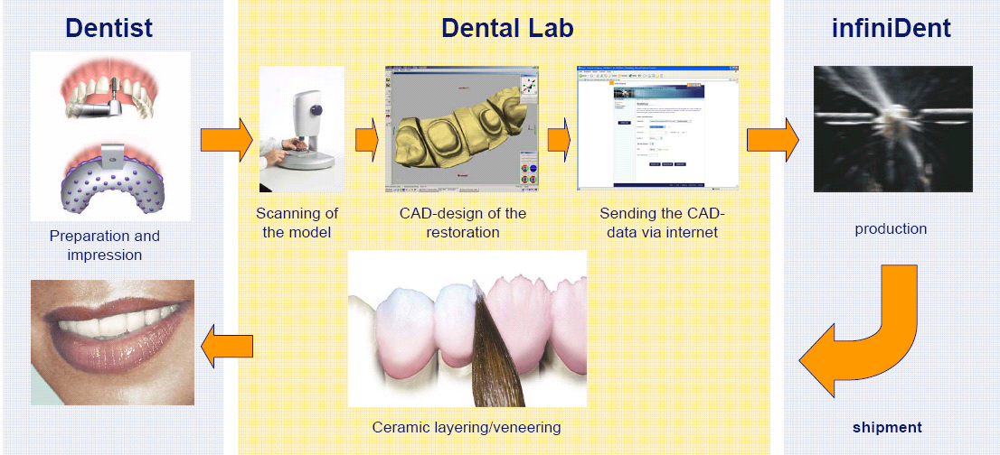 Dentist
Dental Lab
infiniDent
Preparation and
impression
Scanning of
the model
CAD-design of the
restoration
Sending the CAD-
data via internet
production
Ceramic layering/veneering
shipment